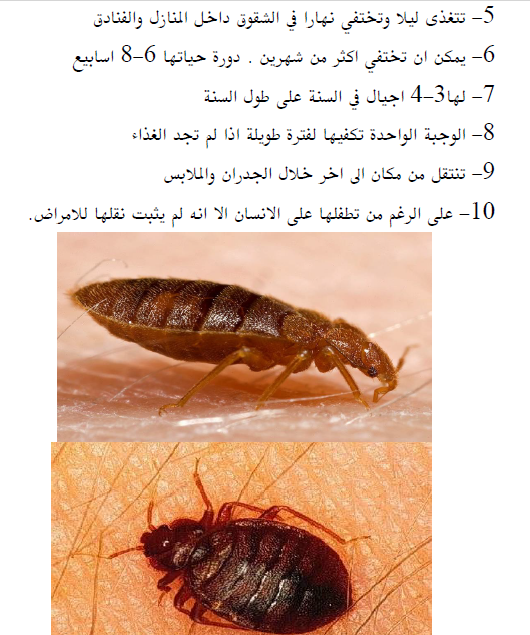 5- تتغذى ليلا وتختفي نهارا في الشقوق داخل المنازل والفنادق
6- يمكن ان تختفي اكثر من شهرين . دورة حياتها 6-8 اسابيع
7- لها3-4 اجيال في السنة على طول السنة
8- الوجبة الواحدة تكفيها لفترة طويلة اذا لم تجد الغذاء
9- تنتقل من مكان الى اخر خلال الجدران والملابس
10- على الرغم من تطفلها على الانسان الا انه لم يثبت نقلها للامراض.